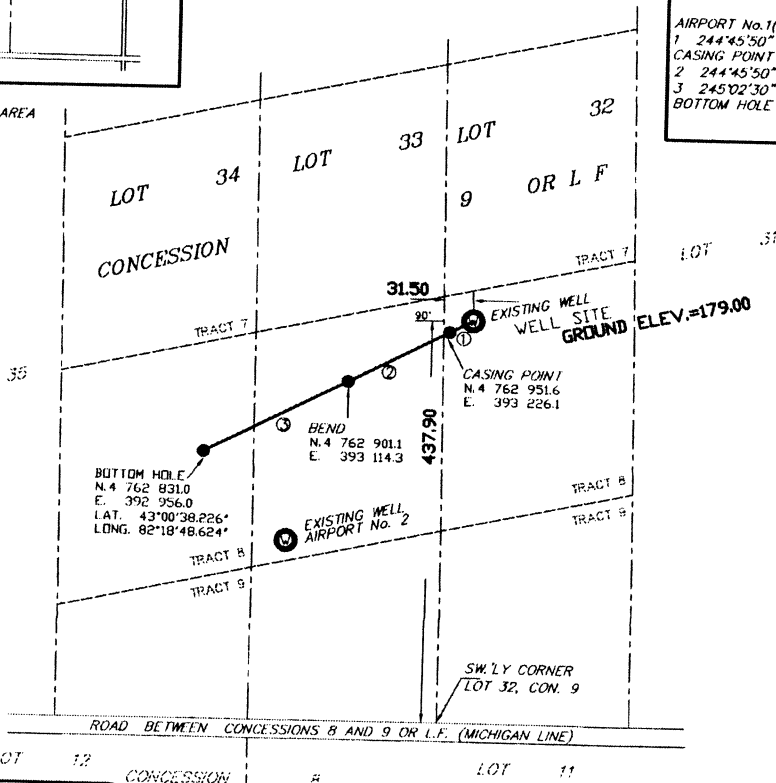 AIRPORT No.1(
1 244°45'50"
CASING POINT
2 244°45'50"
3 245°02'30"
BOTTOM HOLE
AREA
LOT 34
LOT 33
LOT 32
CONCESSION
9 OR L F
TRACT 7
LOT 31
TRACT 7
35
31.50
90°
EXISTING WELL
WELL SITE
GROUND ELEV.=179.00
W
1
CASING POINT
N.4 762 951.6
E. 393 226.1
2
437.90
BEND
N.4 762 901.1
E. 393 114.3
3
BOTTOM HOLE
N.4 762 831.0
E. 392 956.0
LAT. 43°00'38.226"
LONG. 82°18'48.624"
W
EXISTING WELL
AIRPORT No. 2
TRACT 8
TRACT 9
TRACT 8
TRACT 9
SW.'LY CORNER
LOT 32, CON. 9
ROAD BETWEEN CONCESSIONS 8 AND 9 OR L.F. (MICHIGAN LINE)
OT 12
CONCESSION 8
LOT 11